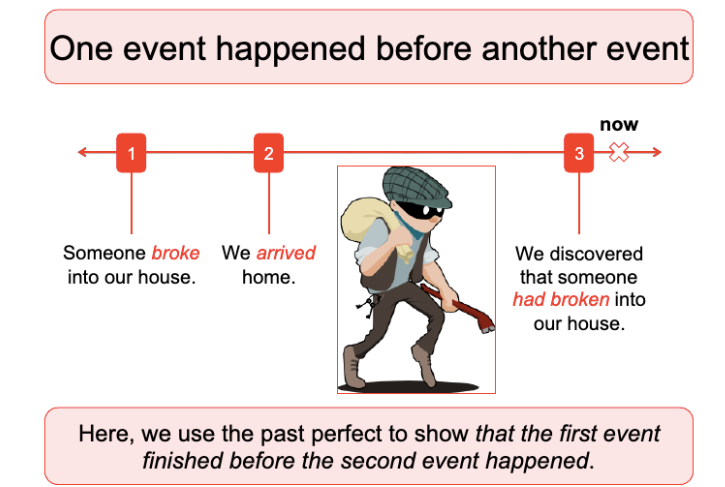 One event happened before another event
now
1
2
3
Someone broke
into our house.
We arrived
home.
We discovered
that someone
had broken into
our house.
Here, we use the past perfect to show that the first event
finished before the second event happened.